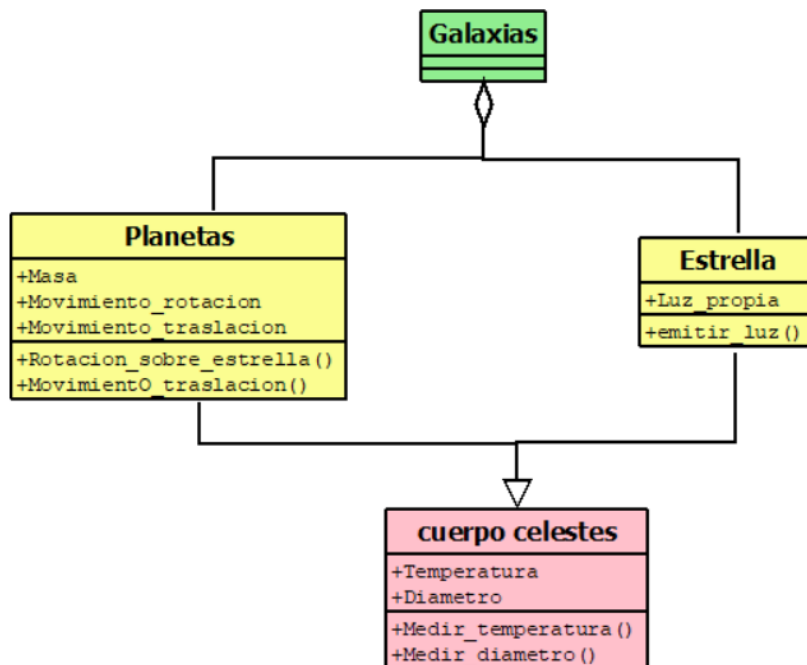 Galaxias
Planetas
+Masa
+Movimiento_rotacion
+Movimiento_traslacion
+Rotacion_sobre_estrella()
+MovimientO_traslacion()
Estrella
+Luz_propia
+emitir_luz()
cuerpo celestes
+Temperatura
+Diametro
+Medir_temperatura()
+Medir_diametro()